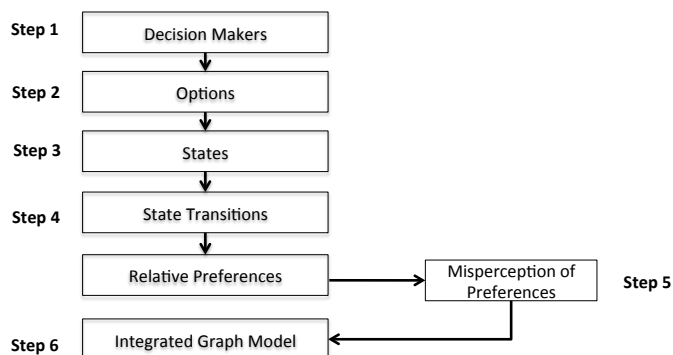 Step 1
Decision Makers
Step 2
Options
Step 3
States
Step 4
State Transitions
Relative Preferences
Misperception of
Preferences
Step 5
Step 6
Integrated Graph Model